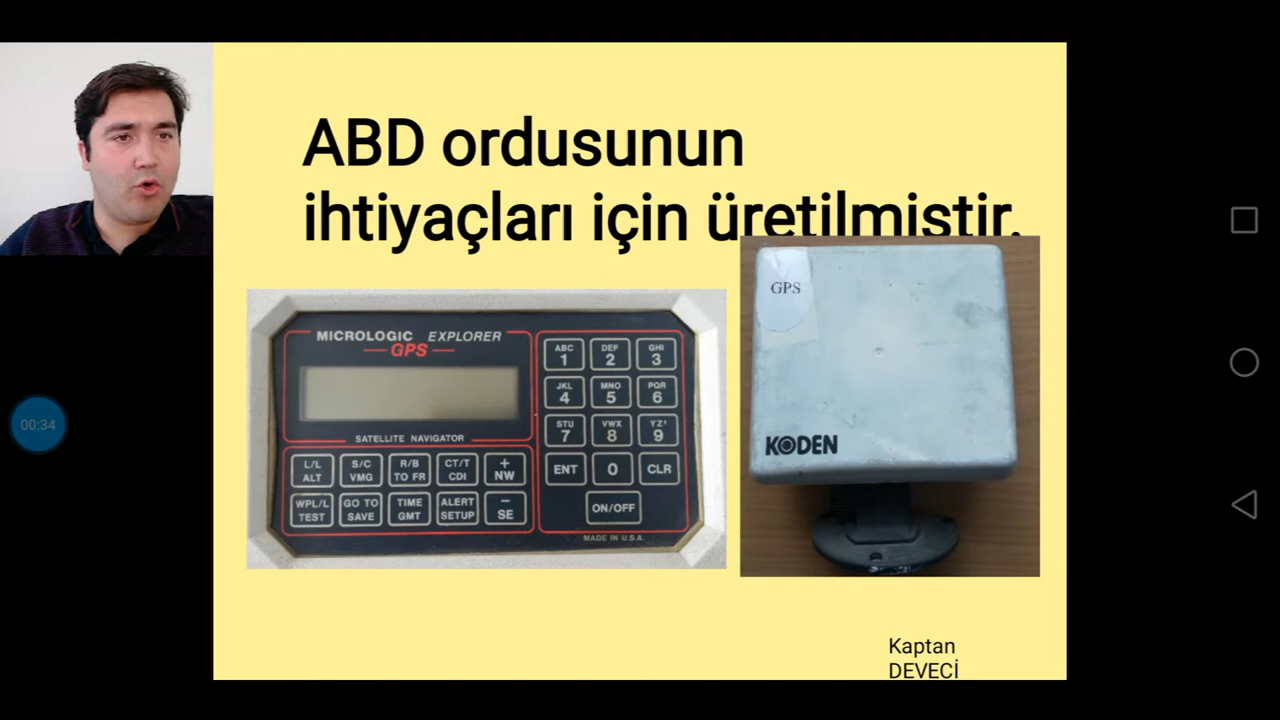 ABD ordusunun
ihtiyaçları için üretilmiştir.
GPS
MICROLOGIC EXPLORER
GPS
SATELLITE NAVIGATOR
L/L ALT
S/C VMG
R/B TO FR
CT/T CDI
+ NW
WPL/L TEST
GO TO SAVE
TIME GMT
ALERT SETUP
− SE
ABC 1
DEF 2
GHI 3
JKL 4
MNO 5
PQR 6
STU 7
VWX 8
YZ' 9
ENT
0
CLR
ON/OFF
MADE IN U.S.A.
KODEN
00:34
Kaptan
DEVECİ